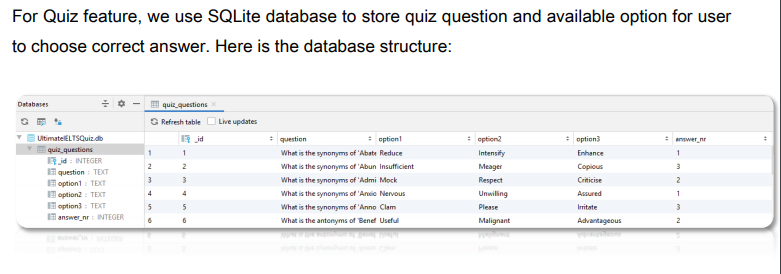 For Quiz feature, we use SQLite database to store quiz question and available option for user
to choose correct answer. Here is the database structure:
Databases
quiz_questions
Refresh table Live updates
UltimateIELTSQuiz.db
quiz_questions
_id : INTEGER
question : TEXT
option1 : TEXT
option2 : TEXT
option3 : TEXT
answer_nr : INTEGER
_id question option1 option2 option3 answer_nr
1 1 What is the synonyms of 'Abate Reduce Intensify Enhance 1
2 2 What is the synonyms of 'Abun Insufficient Meager Copious 3
3 3 What is the synonyms of 'Admi Mock Respect Criticise 2
4 4 What is the synonyms of 'Anxio Nervous Unwilling Assured 1
5 5 What is the synonyms of 'Anno Clam Please Irritate 3
6 6 What is the antonyms of 'Benef Useful Malignant Advantageous 2